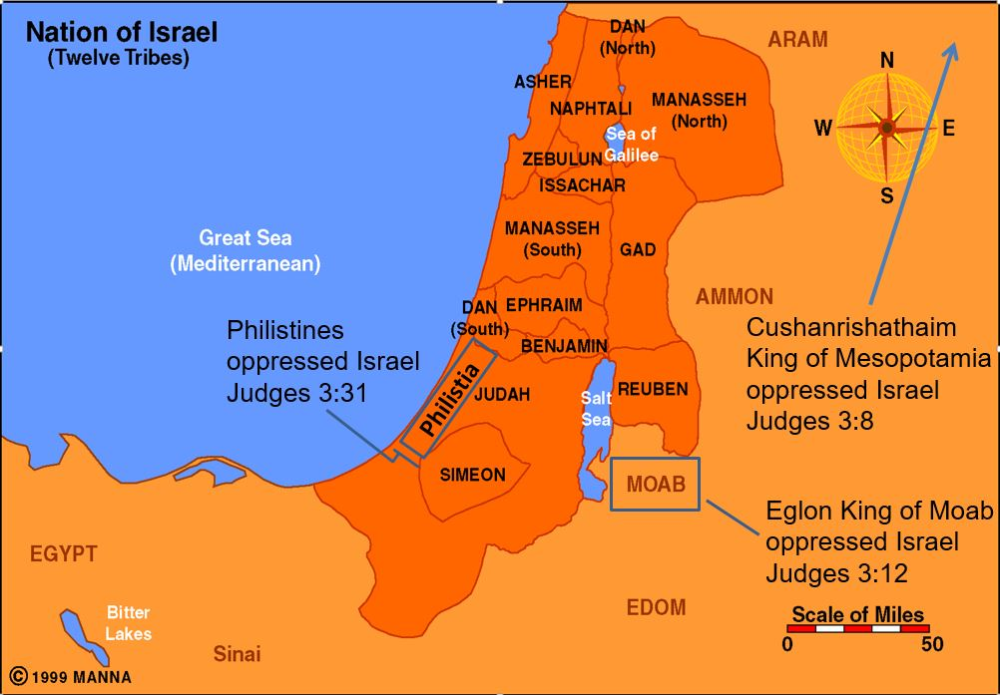 Nation of Israel
(Twelve Tribes)
DAN
(North)
ARAM
N
ASHER
NAPHTALI
MANASSEH
(North)
W
E
Sea of
Galilee
ZEBULUN
ISSACHAR
S
MANASSEH
(South)
GAD
Great Sea
(Mediterranean)
AMMON
EPHRAIM
DAN
(South)
BENJAMIN
Philistines
oppressed Israel
Judges 3:31
Cushanrishathaim
King of Mesopotamia
oppressed Israel
Judges 3:8
Philistia
JUDAH
Salt
Sea
REUBEN
SIMEON
MOAB
Eglon King of Moab
oppressed Israel
Judges 3:12
EGYPT
EDOM
Bitter
Lakes
Sinai
Scale of Miles
0 50
© 1999 MANNA